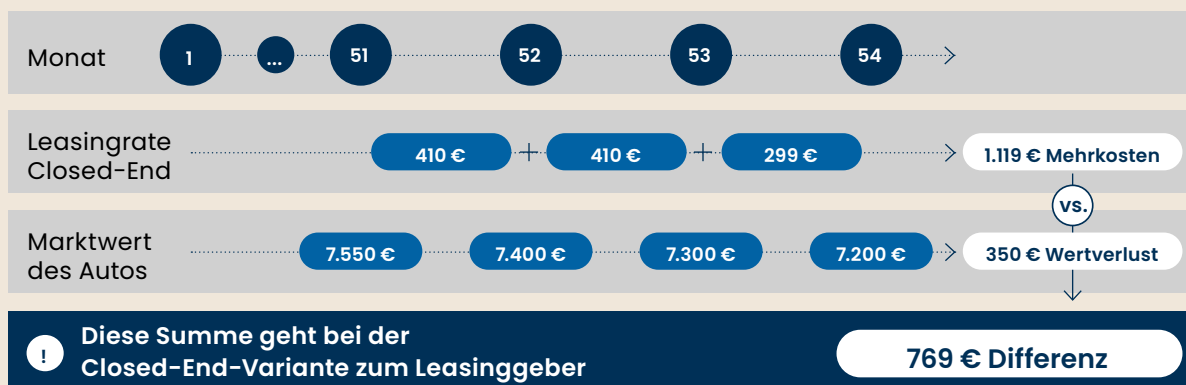 Monat 1 ... 51 52 53 54
Leasingrate
Closed-End
410 € + 410 € + 299 € 1.119 € Mehrkosten
vs.
Marktwert
des Autos
7.550 € 7.400 € 7.300 € 7.200 € 350 € Wertverlust
! Diese Summe geht bei der
Closed-End-Variante zum Leasinggeber
769 € Differenz